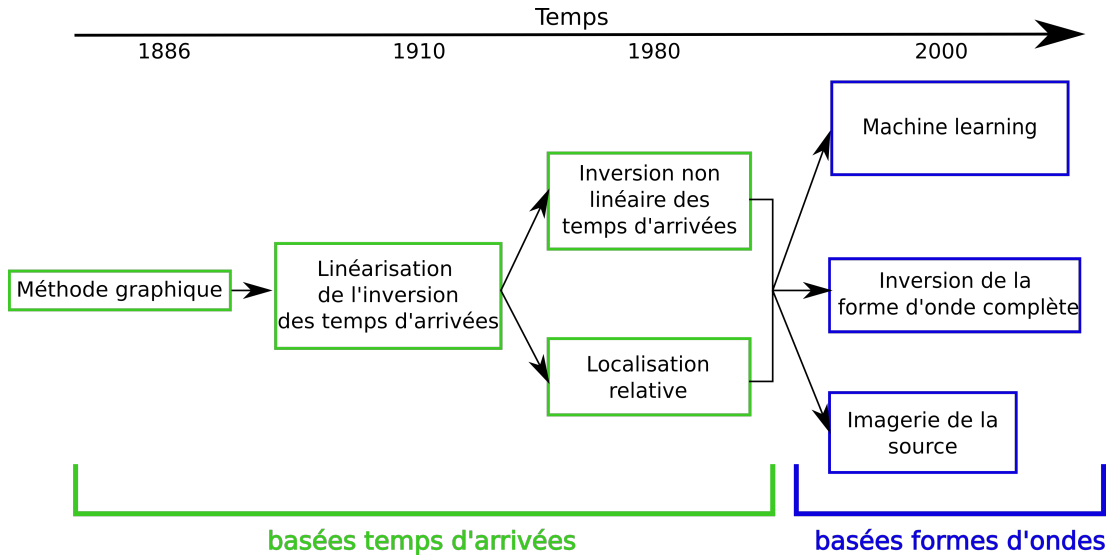 Temps
1886
1910
1980
2000
Méthode graphique
Linéarisation
de l'inversion
des temps d'arrivées
Inversion non
linéaire des
temps d'arrivées
Localisation
relative
Machine learning
Inversion de la
forme d'onde complète
Imagerie de la
source
basées temps d'arrivées
basées formes d'ondes